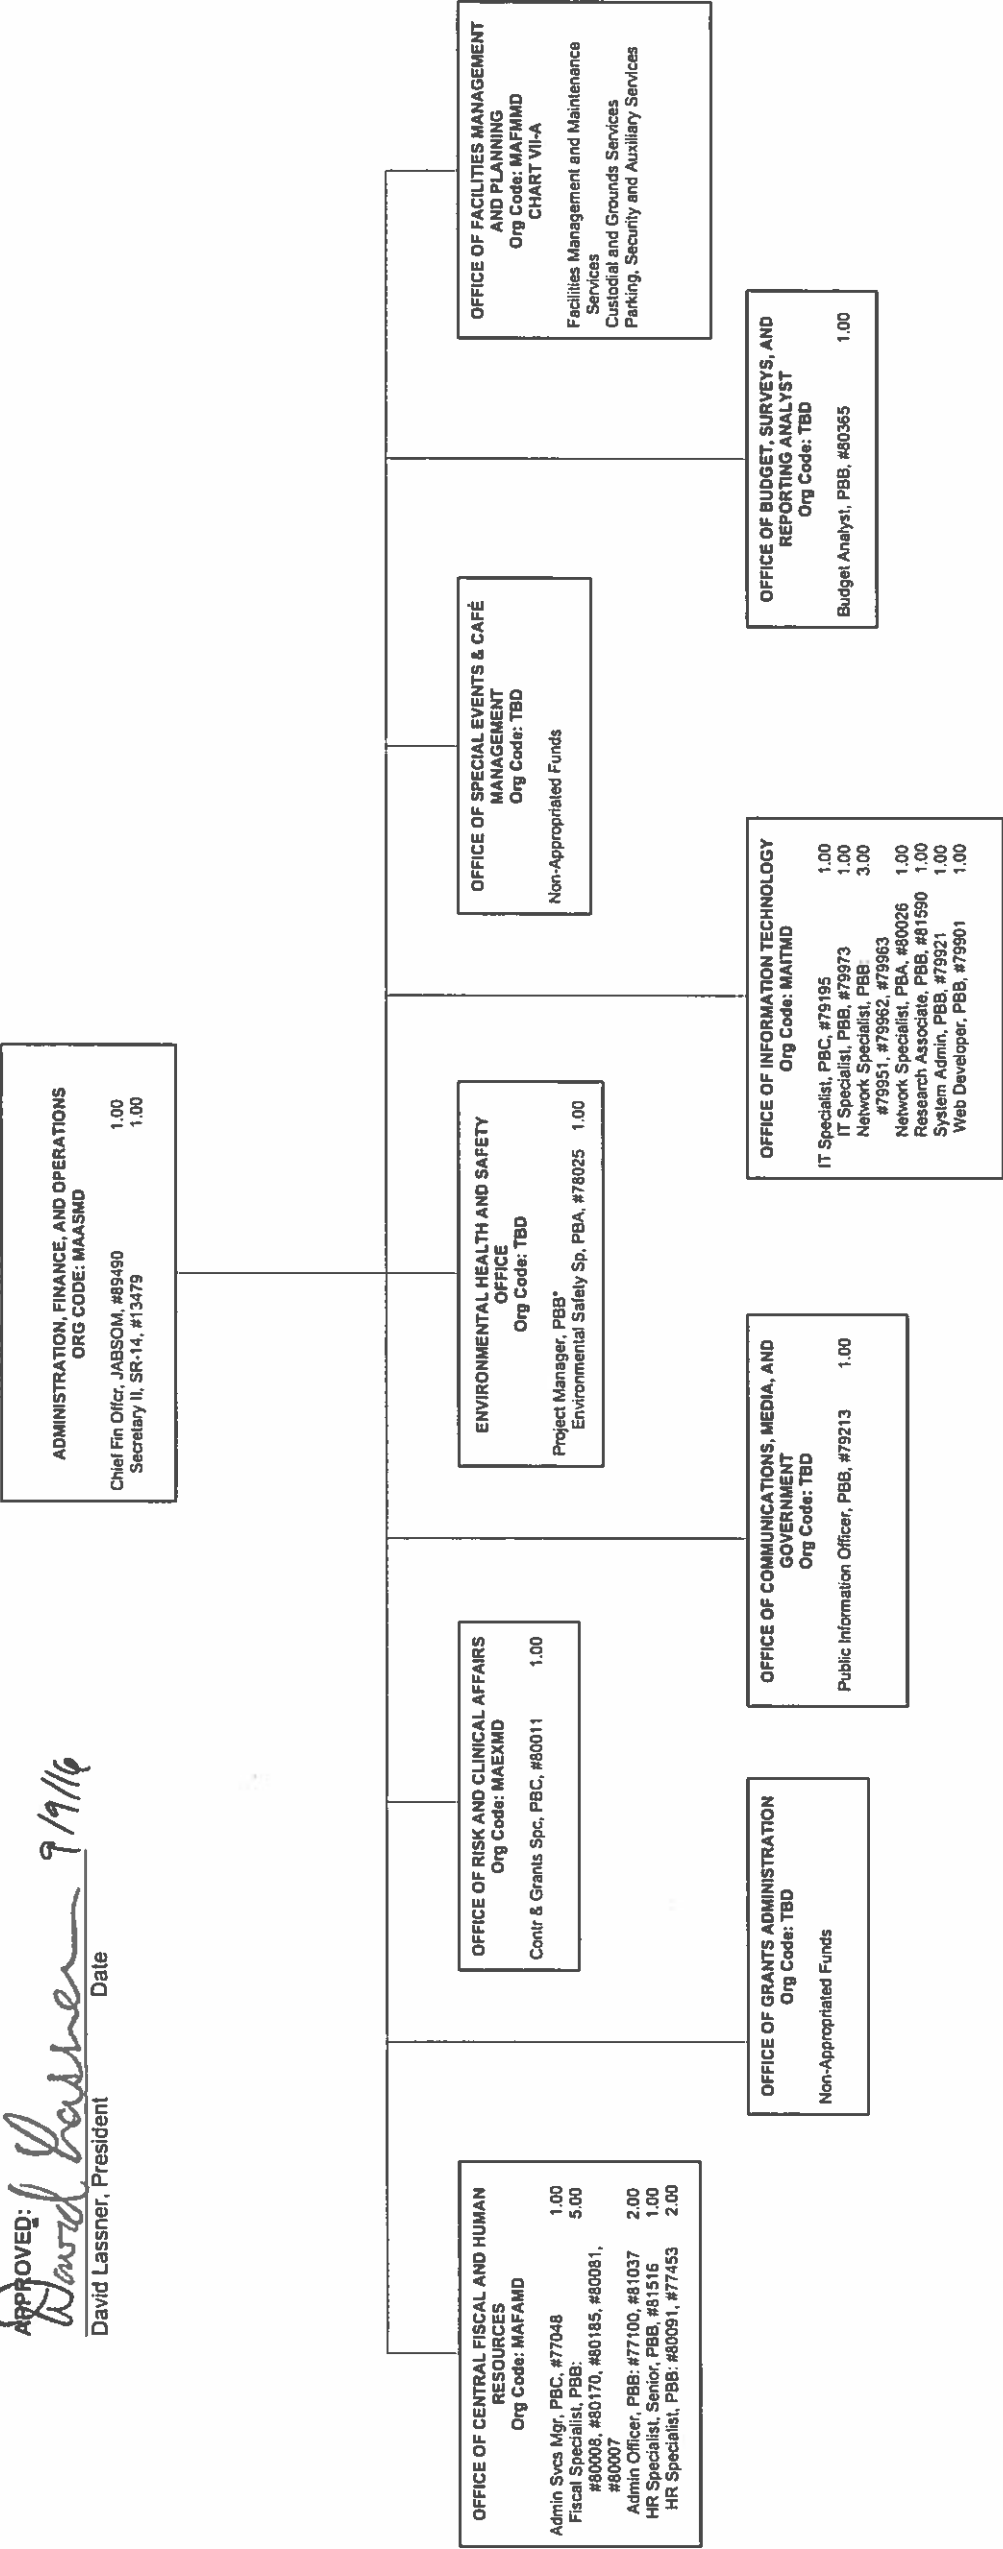 APPROVED:
David Lassner 9/9/16
David Lassner, President Date
ADMINISTRATION, FINANCE, AND OPERATIONS
ORG CODE: MAASMD
Chief Fin Offcr, JABSOM, #89490 1.00
Secretary II, SR-14, #13479 1.00
OFFICE OF CENTRAL FISCAL AND HUMAN
RESOURCES
Org Code: MAFAMD
Admin Svcs Mgr, PBC, #77048 1.00
Fiscal Specialist, PBB: 5.00
#80008, #80170, #80185, #80081,
#80007
Admin Officer, PBB: #77100, #81037 2.00
HR Specialist, Senior, PBB, #81516 1.00
HR Specialist, PBB: #80091, #77453 2.00
OFFICE OF RISK AND CLINICAL AFFAIRS
Org Code: MAEXMD
Contr & Grants Spc, PBC, #80011 1.00
ENVIRONMENTAL HEALTH AND SAFETY
OFFICE
Org Code: TBD
Project Manager, PBB*
Environmental Safety Sp, PBA, #78025 1.00
OFFICE OF SPECIAL EVENTS & CAFÉ
MANAGEMENT
Org Code: TBD
Non-Appropriated Funds
OFFICE OF FACILITIES MANAGEMENT
AND PLANNING
Org Code: MAFMMD
CHART VII-A
Facilities Management and Maintenance
Services
Custodial and Grounds Services
Parking, Security and Auxiliary Services
OFFICE OF GRANTS ADMINISTRATION
Org Code: TBD
Non-Appropriated Funds
OFFICE OF COMMUNICATIONS, MEDIA, AND
GOVERNMENT
Org Code: TBD
Public Information Officer, PBB, #79213 1.00
OFFICE OF INFORMATION TECHNOLOGY
Org Code: MAITMD
IT Specialist, PBC, #79195 1.00
IT Specialist, PBB, #79973 1.00
Network Specialist, PBB: 3.00
#79951, #79962, #79963
Network Specialist, PBA, #80026 1.00
Research Associate, PBB, #81590 1.00
System Admin, PBB, #79921 1.00
Web Developer, PBB, #79901 1.00
OFFICE OF BUDGET, SURVEYS, AND
REPORTING ANALYST
Org Code: TBD
Budget Analyst, PBB, #80365 1.00